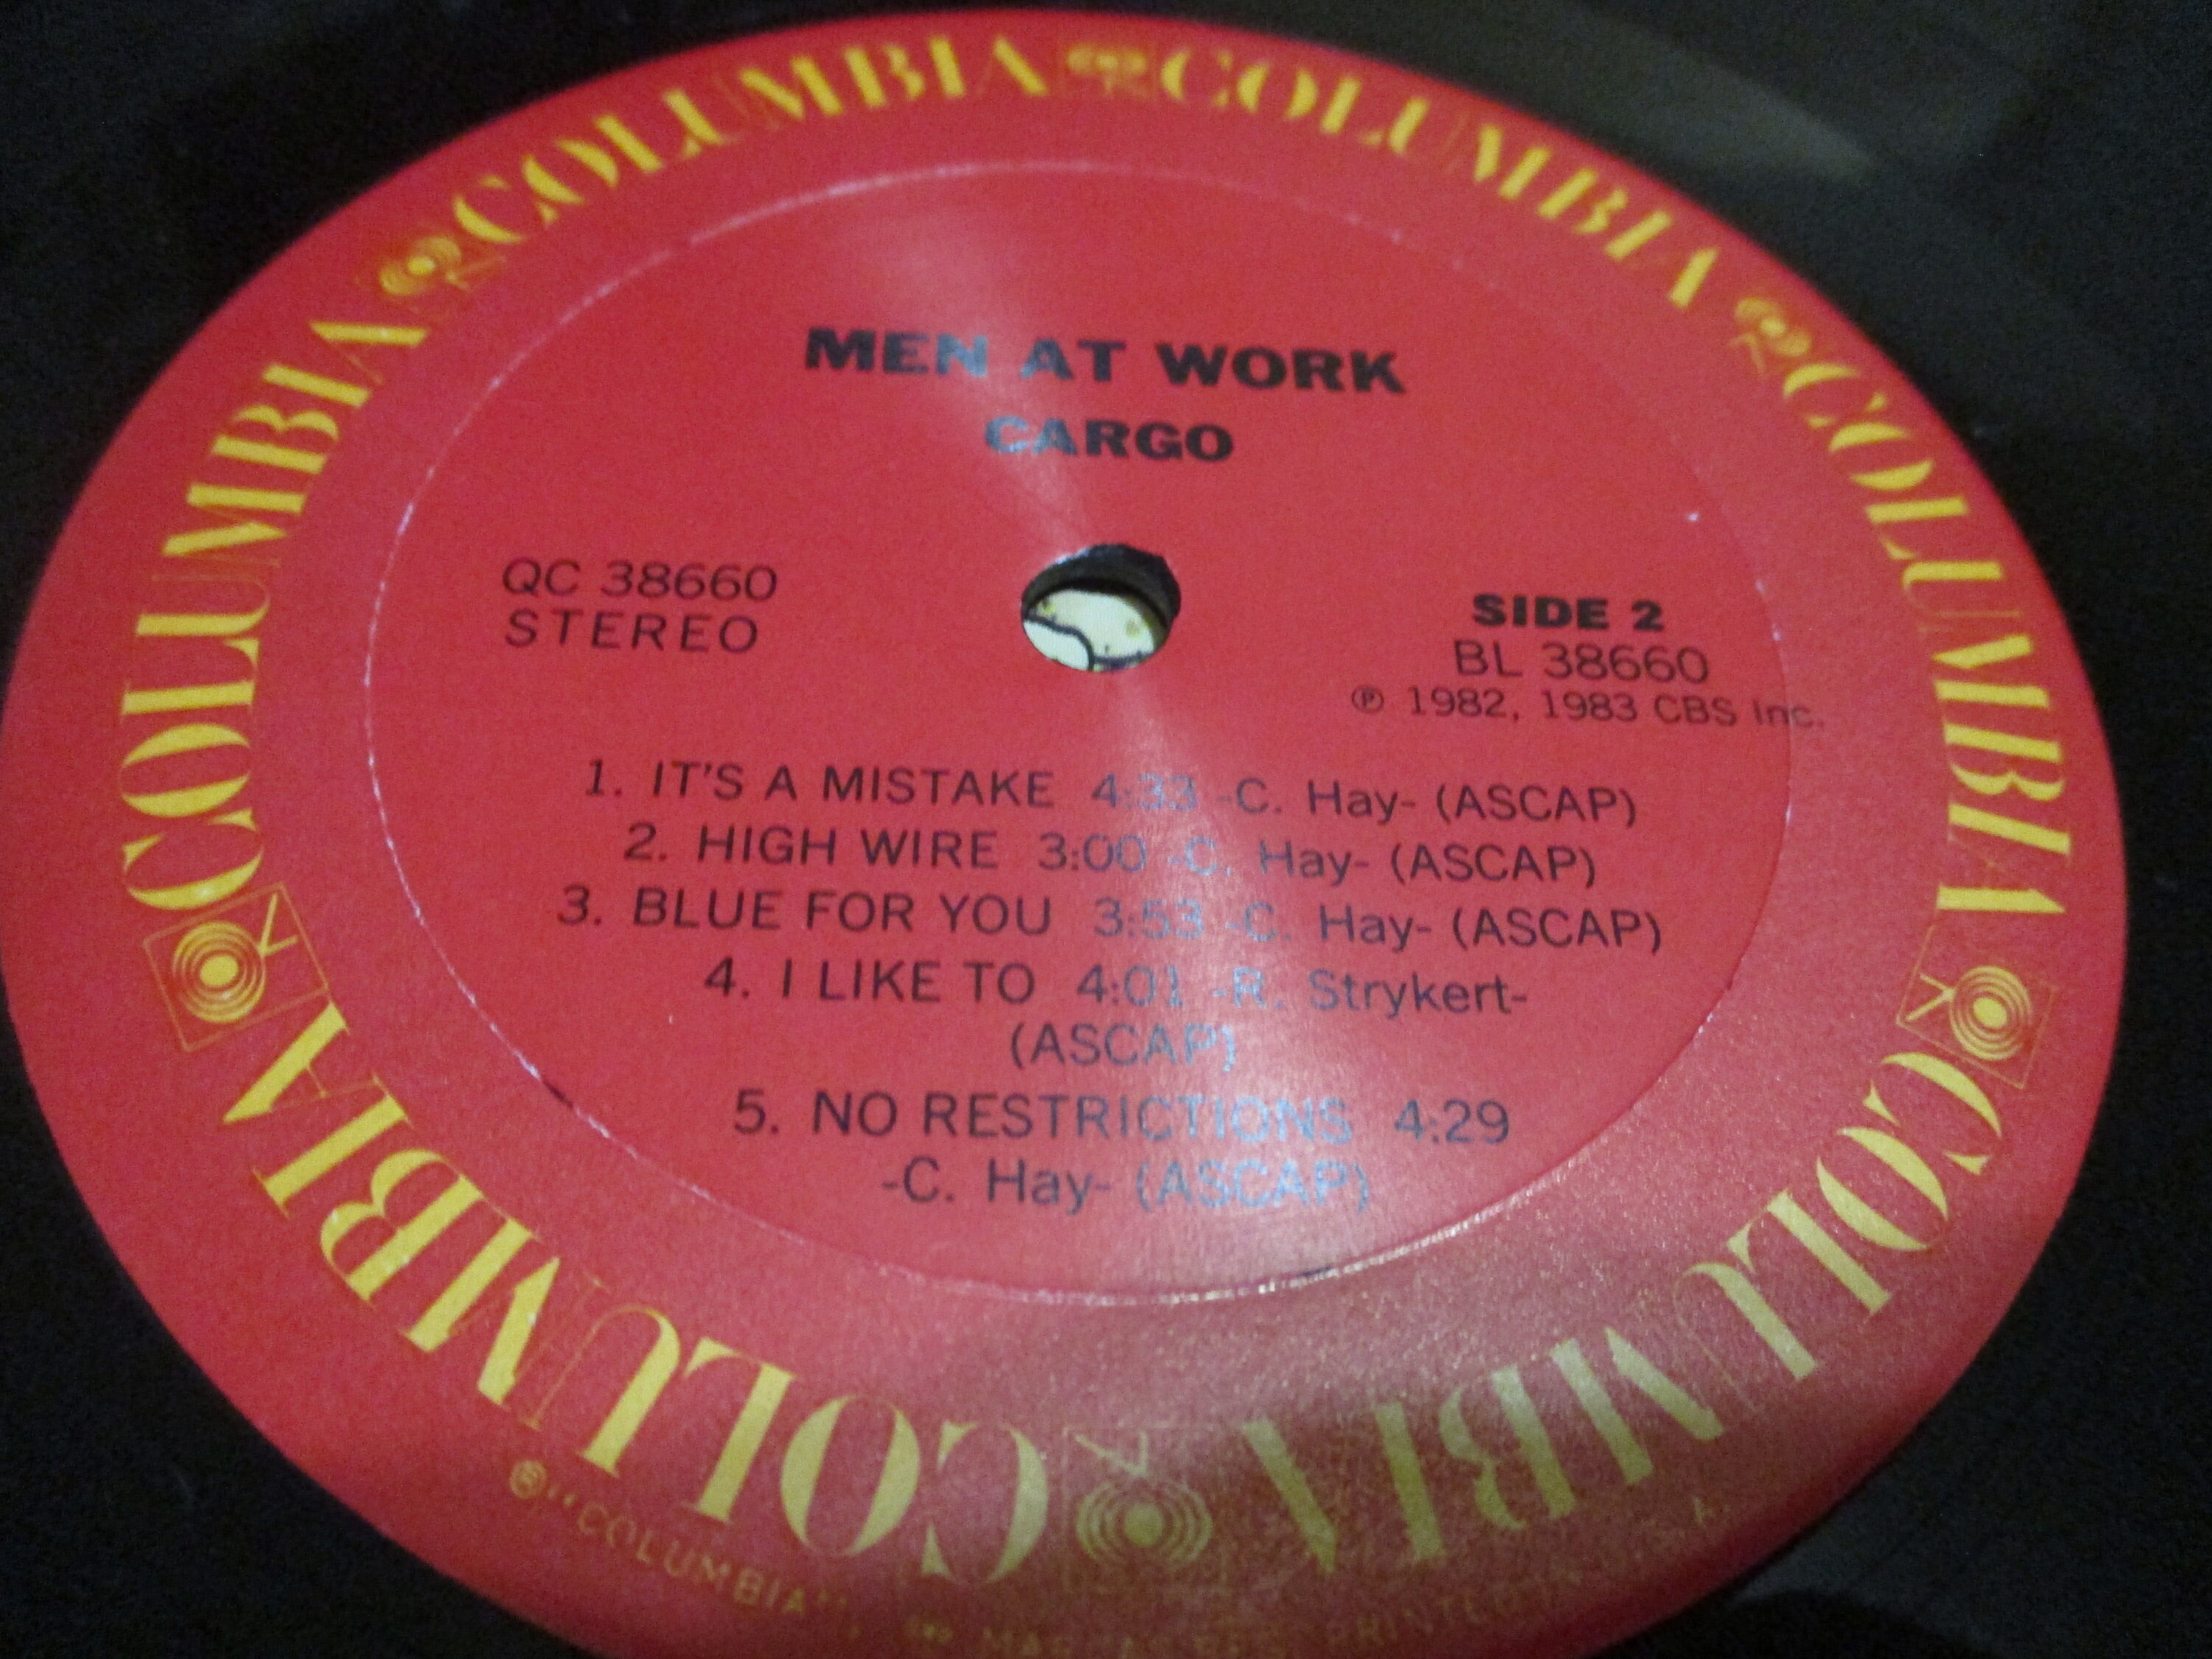 COLUMBIA COLUMBIA COLUMBIA COLUMBIA COLUMBIA COLUMBIA
MEN AT WORK
CARGO
QC 38660
STEREO
SIDE 2
BL 38660
℗ 1982, 1983 CBS Inc.
1. IT'S A MISTAKE 4:33 -C. Hay- (ASCAP)
2. HIGH WIRE 3:00 -C. Hay- (ASCAP)
3. BLUE FOR YOU 3:53 -C. Hay- (ASCAP)
4. I LIKE TO 4:01 -R. Strykert-
(ASCAP)
5. NO RESTRICTIONS 4:29
-C. Hay- (ASCAP)
® "COLUMBIA", PRINTED IN U.S.A.